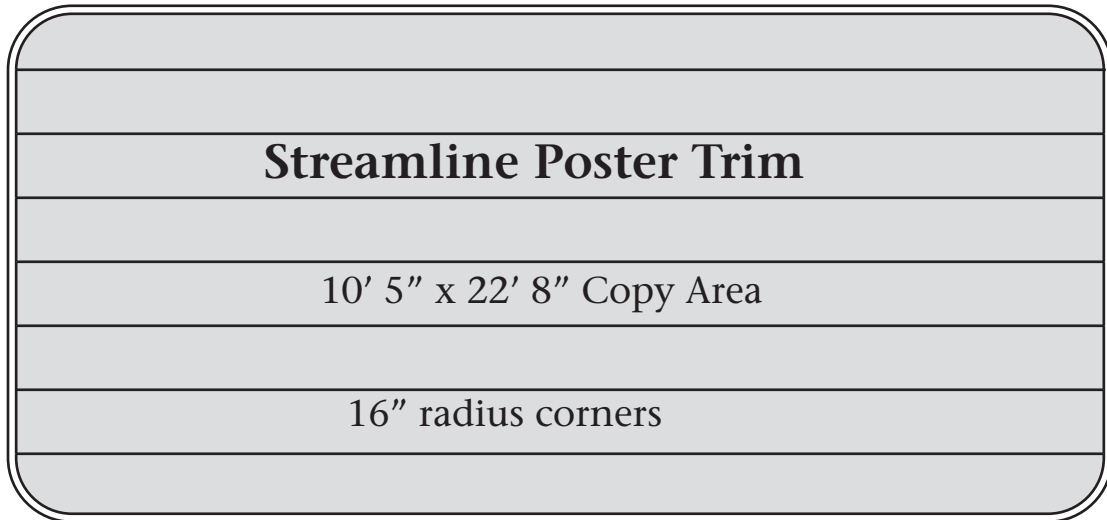 Streamline Poster Trim
10′ 5″ x 22′ 8″ Copy Area
16″ radius corners